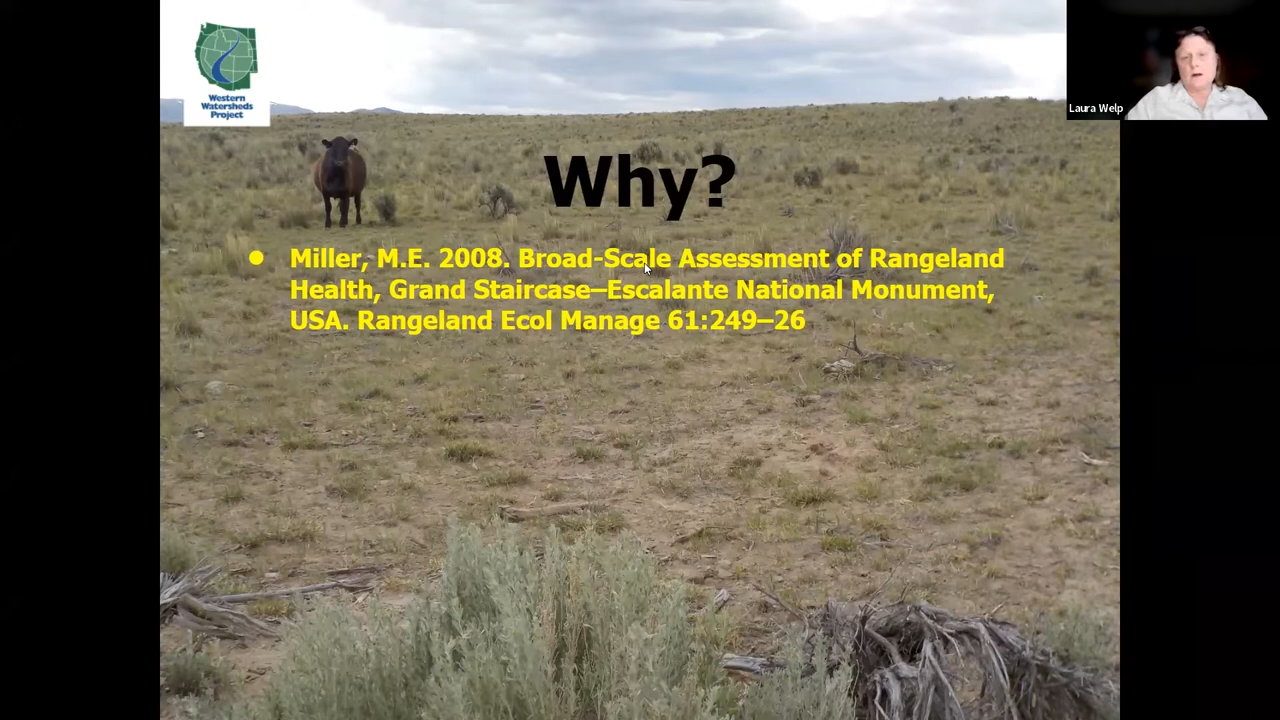 Western
Watersheds
Project
Laura Welp
Why?
• Miller, M.E. 2008. Broad-Scale Assessment of Rangeland
Health, Grand Staircase–Escalante National Monument,
USA. Rangeland Ecol Manage 61:249–26